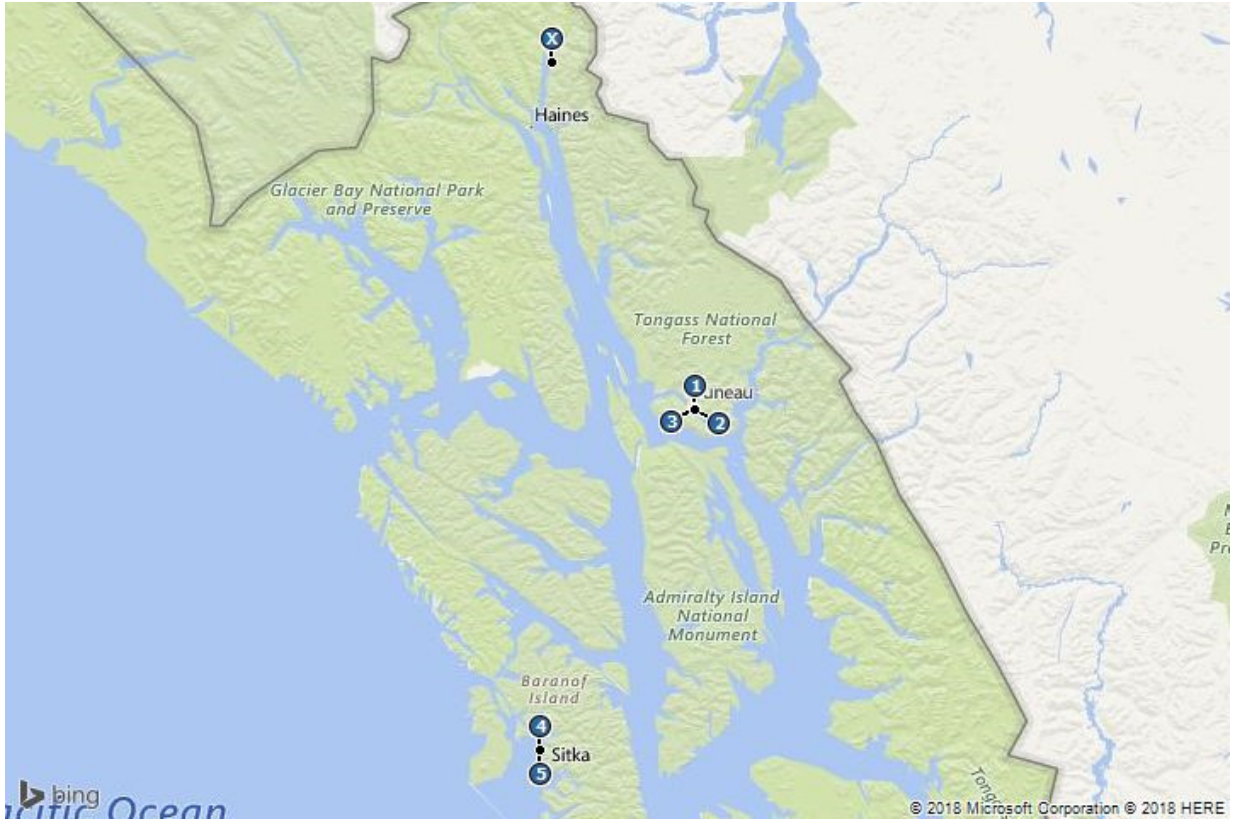 X
Haines
Glacier Bay National Park
and Preserve
Tongass National
Forest
1
uneau
3
2
Admiralty Island
National
Monument
Baranof
Island
4
Sitka
5
bing
acific Ocean
© 2018 Microsoft Corporation © 2018 HERE